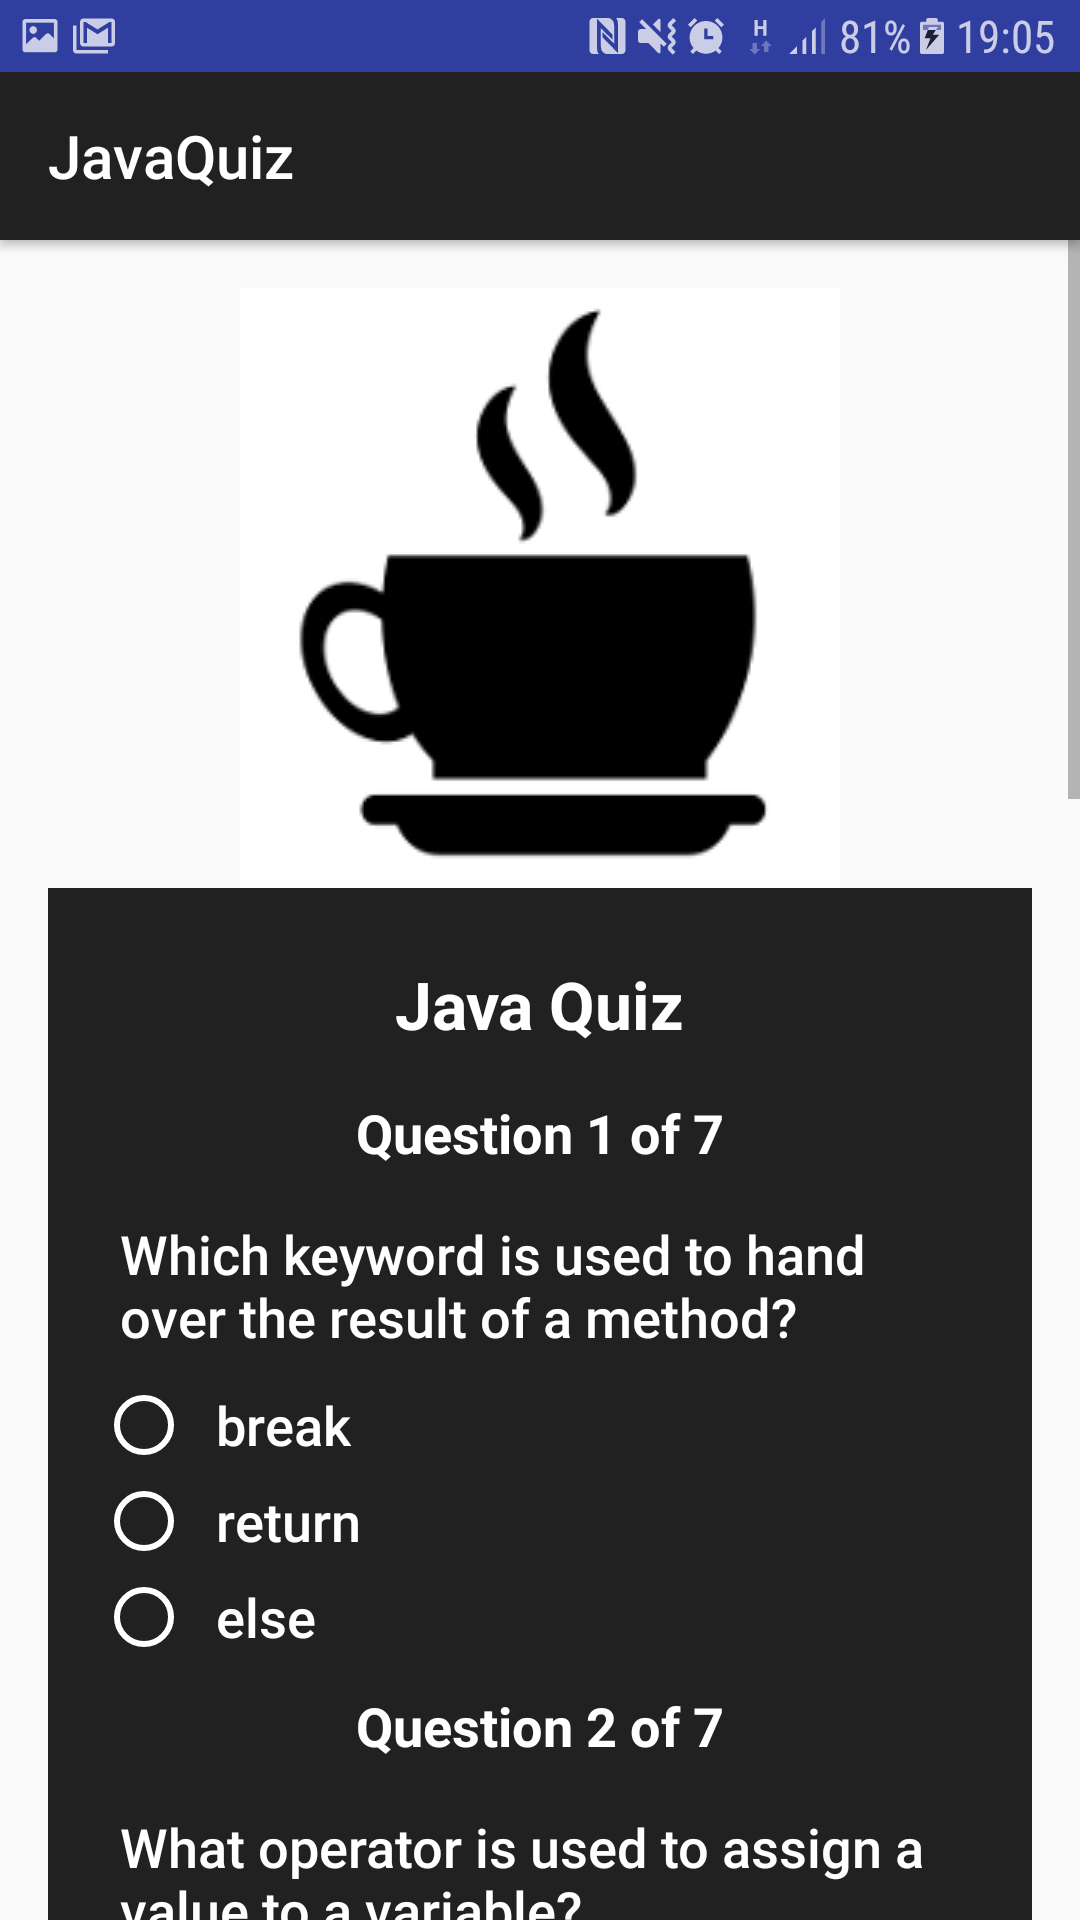 H 81% 19:05
JavaQuiz
Java Quiz
Question 1 of 7
Which keyword is used to hand
over the result of a method?
break
return
else
Question 2 of 7
What operator is used to assign a
value to a variable?